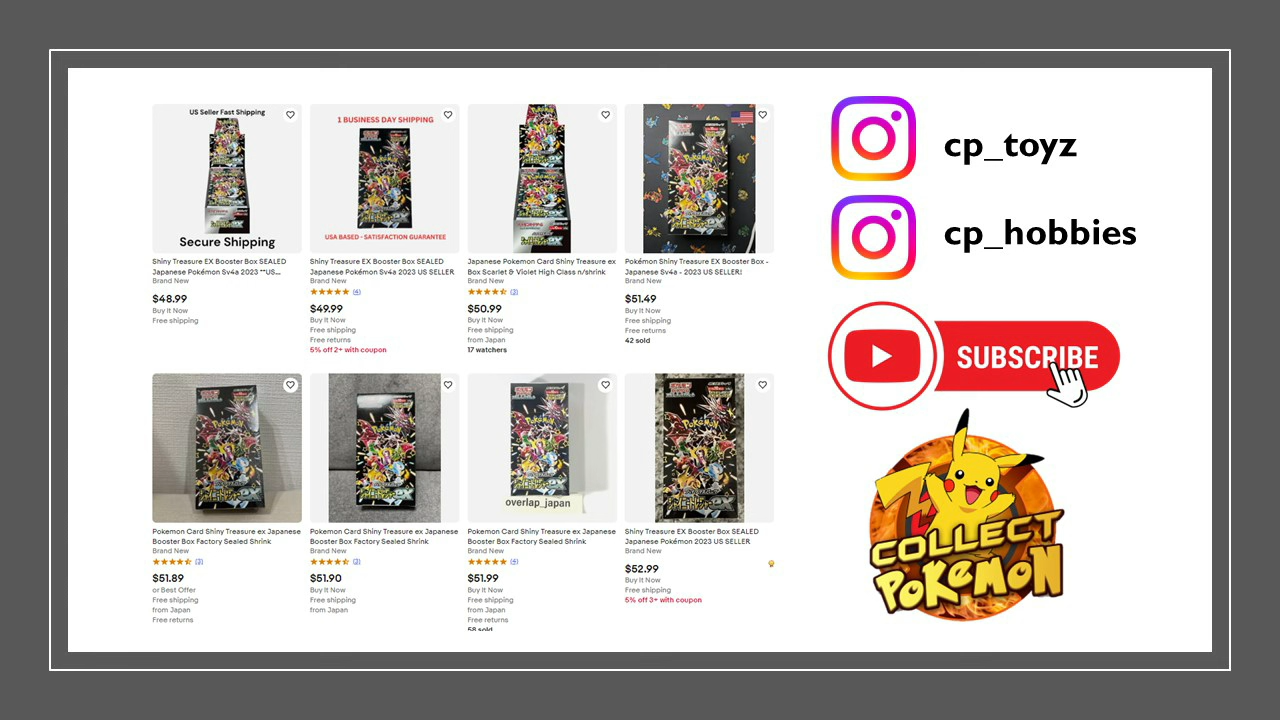 US Seller Fast Shipping
Secure Shipping
Shiny Treasure EX Booster Box SEALED
Japanese Pokémon Sv4a 2023 **US...
Brand New
$48.99
Buy It Now
Free shipping
1 BUSINESS DAY SHIPPING
USA BASED - SATISFACTION GUARANTEE
Shiny Treasure EX Booster Box SEALED
Japanese Pokémon Sv4a 2023 US SELLER
Brand New
(4)
$49.99
Buy It Now
Free shipping
Free returns
5% off 2+ with coupon
Japanese Pokemon Card Shiny Treasure ex
Box Scarlet & Violet High Class n/shrink
Brand New
(3)
$50.99
Buy It Now
Free shipping
from Japan
17 watchers
Pokémon
Pokémon Shiny Treasure EX Booster Box -
Japanese Sv4a - 2023 US SELLER!
Brand New
$51.49
Buy It Now
Free shipping
Free returns
42 sold
Pokémon
Pokemon Card Shiny Treasure ex Japanese
Booster Box Factory Sealed Shrink
Brand New
(3)
$51.89
or Best Offer
Free shipping
from Japan
Free returns
Pokémon
Pokemon Card Shiny Treasure ex Japanese
Booster Box Factory Sealed Shrink
Brand New
(3)
$51.90
Buy It Now
Free shipping
from Japan
Pokémon
overlap_japan
Pokemon Card Shiny Treasure ex Japanese
Booster Box Factory Sealed Shrink
Brand New
(4)
$51.99
Buy It Now
Free shipping
from Japan
Free returns
58 sold
Pokémon
Shiny Treasure EX Booster Box SEALED
Japanese Pokémon 2023 US SELLER
Brand New
$52.99
Buy It Now
Free shipping
5% off 3+ with coupon
cp_toyz
cp_hobbies
SUBSCRIBE
COLLECT
POKEMON